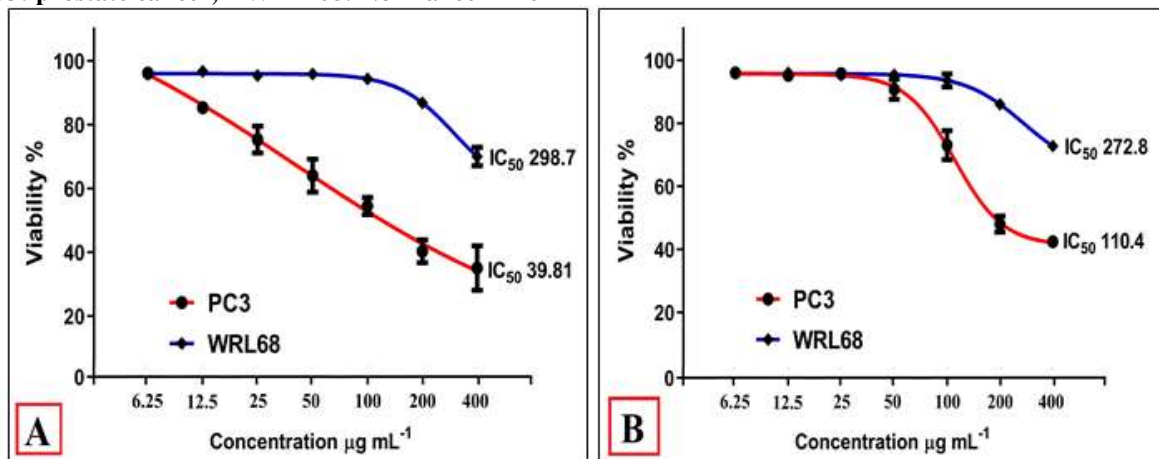 prostate cancer,
100
80
60
40
20
0
Viability %
IC50 298.7
IC50 39.81
PC3
WRL68
6.25 12.5 25 50 100 200 400
Concentration µg mL-1
A
100
80
60
40
20
0
Viability %
IC50 272.8
IC50 110.4
PC3
WRL68
6.25 12.5 25 50 100 200 400
Concentration µg mL-1
B